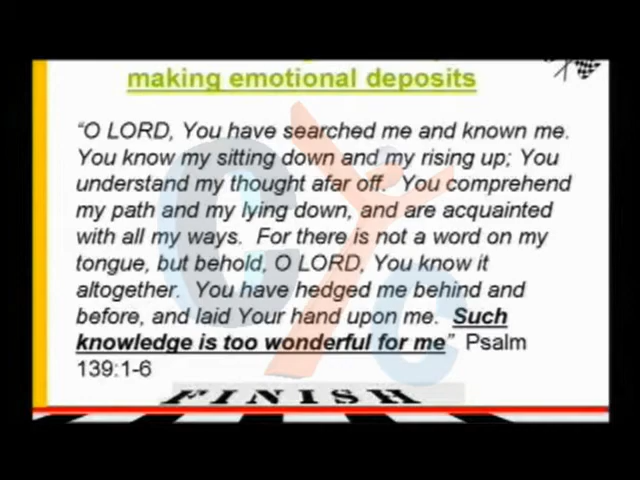 making emotional deposits
“O LORD, You have searched me and known me.
You know my sitting down and my rising up; You
understand my thought afar off.  You comprehend
my path and my lying down, and are acquainted
with all my ways.  For there is not a word on my
tongue, but behold, O LORD, You know it
altogether.  You have hedged me behind and
before, and laid Your hand upon me.  Such
knowledge is too wonderful for me”  Psalm
139:1-6
FINISH
CYC